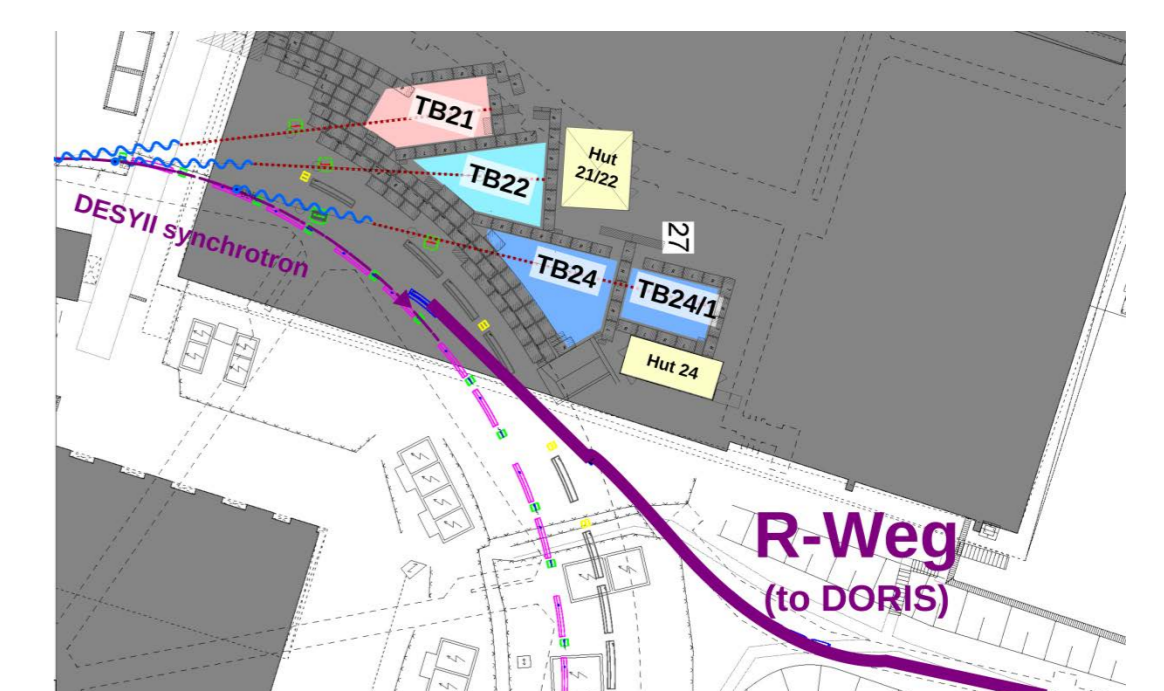 TB21
TB22
Hut
21/22
DESYII synchrotron
27
TB24
TB24/1
Hut 24
R-Weg
(to DORIS)